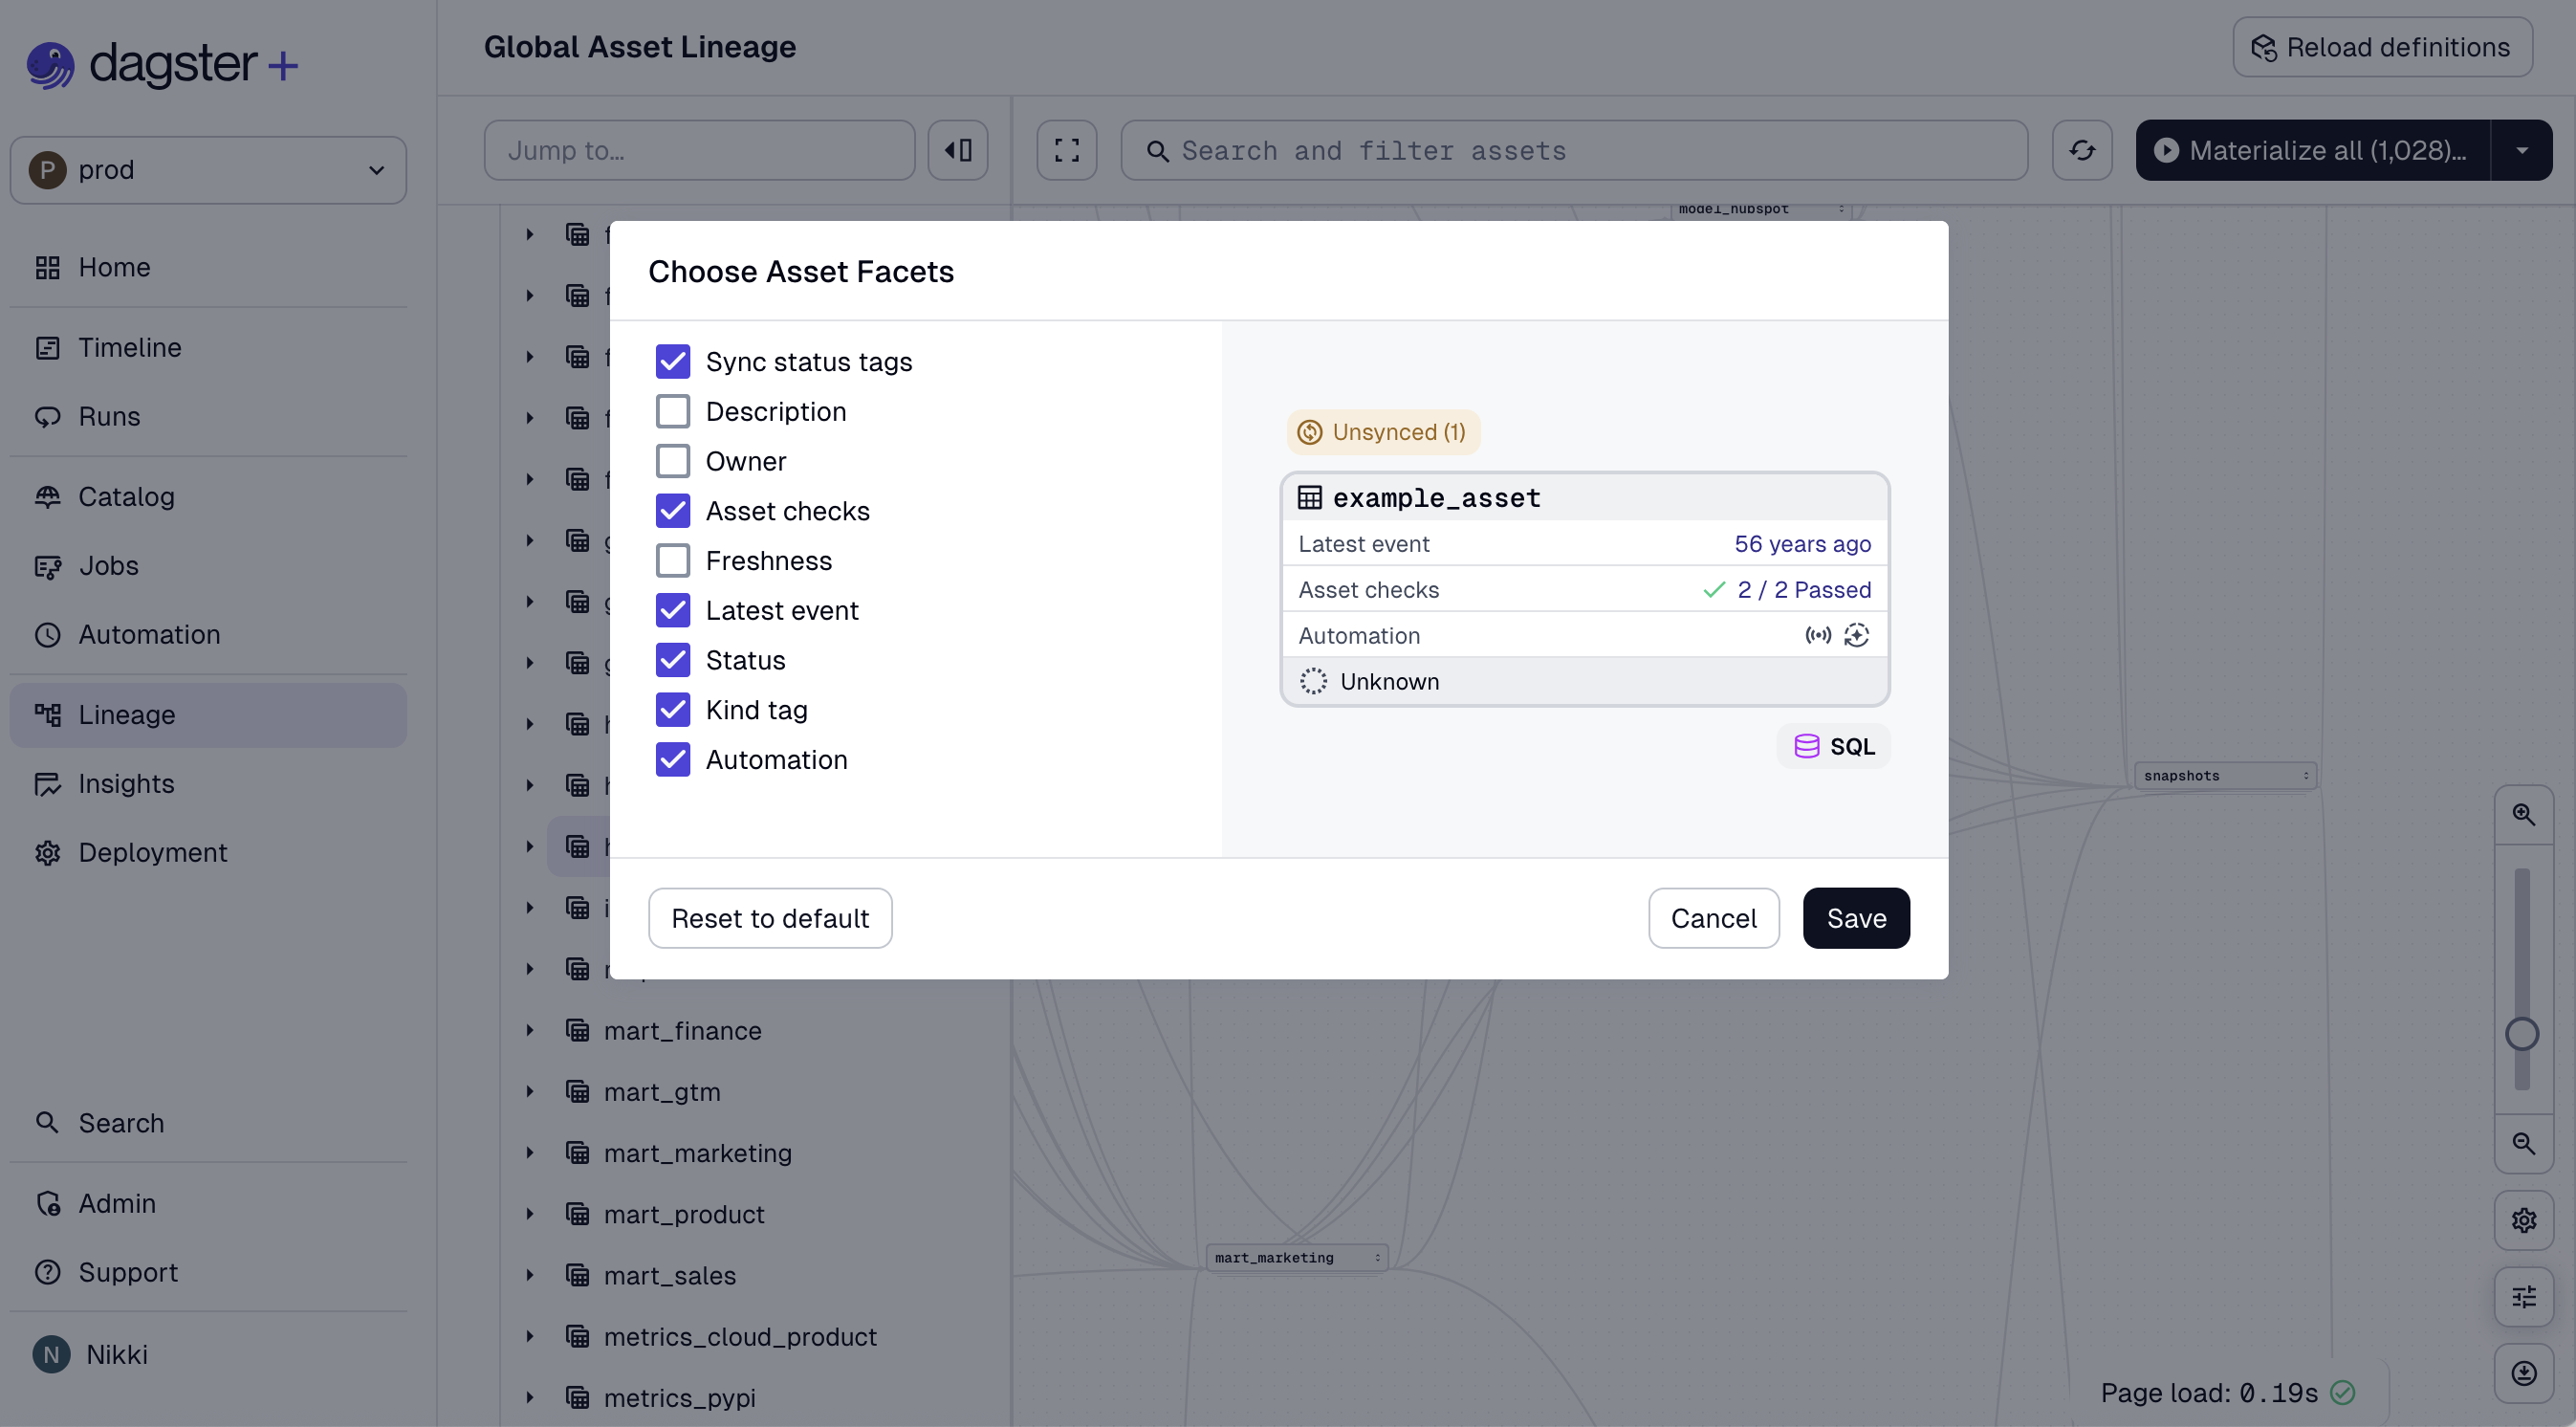 dagster+
Global Asset Lineage
Reload definitions
P prod
Jump to…
Search and filter assets
Materialize all (1,028)…
Home
Timeline
Runs
Catalog
Jobs
Automation
Lineage
Insights
Deployment
Search
Admin
Support
N Nikki
mart_finance
mart_gtm
mart_marketing
mart_product
mart_sales
metrics_cloud_product
metrics_pypi
model_hubspot
Choose Asset Facets
Sync status tags
Description
Owner
Asset checks
Freshness
Latest event
Status
Kind tag
Automation
Unsynced (1)
example_asset
Latest event 56 years ago
Asset checks 2 / 2 Passed
Automation
Unknown
SQL
Reset to default
Cancel
Save
snapshots
mart_marketing
Page load: 0.19s